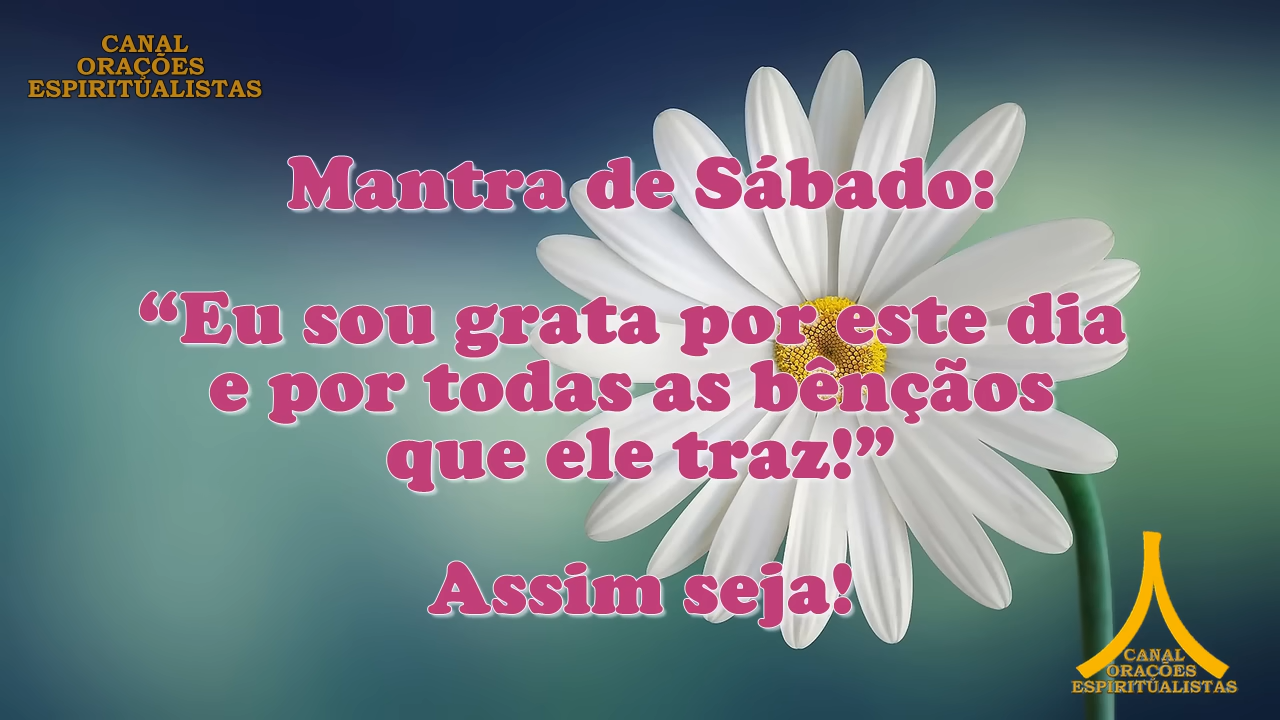 CANAL
ORAÇÕES
ESPIRITUALISTAS
Mantra de Sábado:
“Eu sou grata por este dia
e por todas as bênçãos
que ele traz!”
Assim seja!
CANAL
ORAÇÕES
ESPIRITUALISTAS